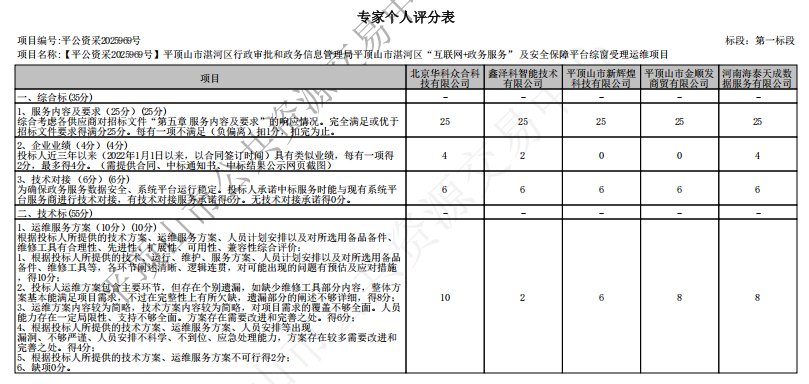 专家个人评分表
项目编号:平公资采2025969号 标段：第一标段
项目名称:【平公资采2025969号】平顶山市湛河区行政审批和政务信息管理局平顶山市湛河区“互联网+政务服务” 及安全保障平台综窗受理运维项目
项目 北京华科众合科技有限公司 鑫泽科智能技术有限公司 平顶山市新辉煌科技有限公司 平顶山市金顺发商贸有限公司 河南海泰天成数据服务有限公司
一、综合标(35分) - - - - -
1、服务内容及要求（25分）(25分)
综合考虑各供应商对招标文件“第五章 服务内容及要求”的响应情况。完全满足或优于
招标文件要求得满分25分。每有一项不满足（负偏离）扣1分，扣完为止。
25 25 25 25 25
2、企业业绩（4分）(4分)
投标人近三年以来（2022年1月1日以来，以合同签订时间）具有类似业绩，每有一项得
2分，最多得4分。（需提供合同、中标通知书、中标结果公示网页截图）
4 2 0 0 4
3、技术对接（6分）(6分)
为确保政务服务数据安全、系统平台运行稳定。投标人承诺中标服务时能与现有系统平
台服务商进行技术对接，有技术对接服务承诺得6分。无技术对接承诺得0分。
6 6 6 6 6
二、技术标(55分) - - - - -
1、运维服务方案（10分）(10分)
根据投标人所提供的技术方案、运维服务方案、人员计划安排以及对所选用备品备件、
维修工具有合理性、先进性、扩展性、可用性、兼容性综合评价:
1、根据投标人所提供的技术、运行、维护、服务方案、人员计划安排以及对所选用备品
备件、维修工具等，各环节阐述清晰、逻辑连贯，对可能出现的问题有预估及应对措施
，得10分；
2、投标人运维方案包含主要环节，但存在个别遗漏，如缺少维修工具部分内容，整体方
案基本能满足项目需求，不过在完整性上有所欠缺，遗漏部分的阐述不够详细，得8分；
3、运维方案内容较为简略，技术方案内容较为简略，对项目需求的覆盖不够全面。人员
能力存在一定局限性、支持不够全面。方案存在需要改进和完善之处。得6分；
4、根据投标人所提供的技术方案、运维服务方案、人员安排等出现
漏洞、不够严谨、人员安排不科学、不到位、应急处理能力，方案存在较多需要改进和
完善之处。得4分；
5、根据投标人所提供的技术方案、运维服务方案不可行得2分；
6、缺项0分。
10 2 6 8 8